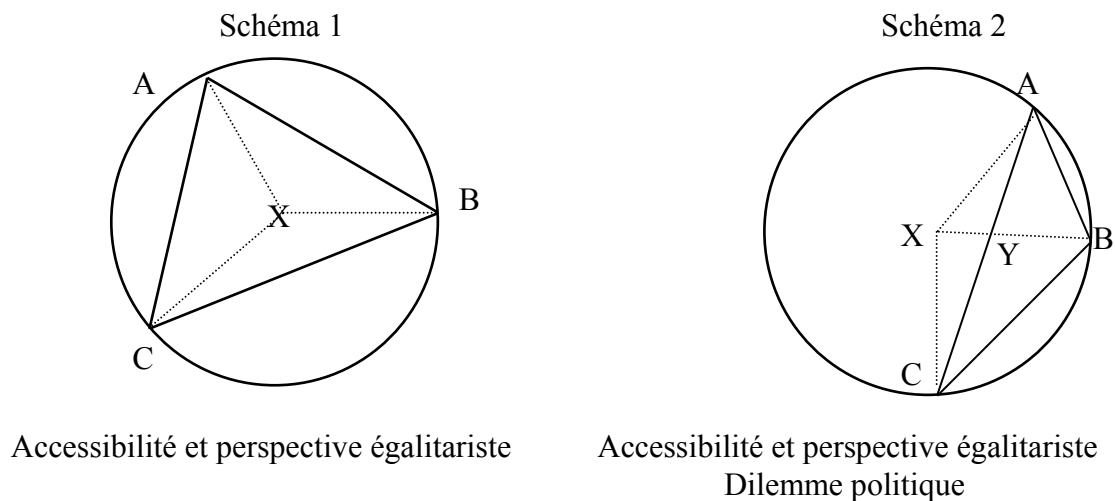 Schéma 1
A
B
X
C
Accessibilité et perspective égalitariste
Schéma 2
A
X
B
Y
C
Accessibilité et perspective égalitariste
Dilemme politique